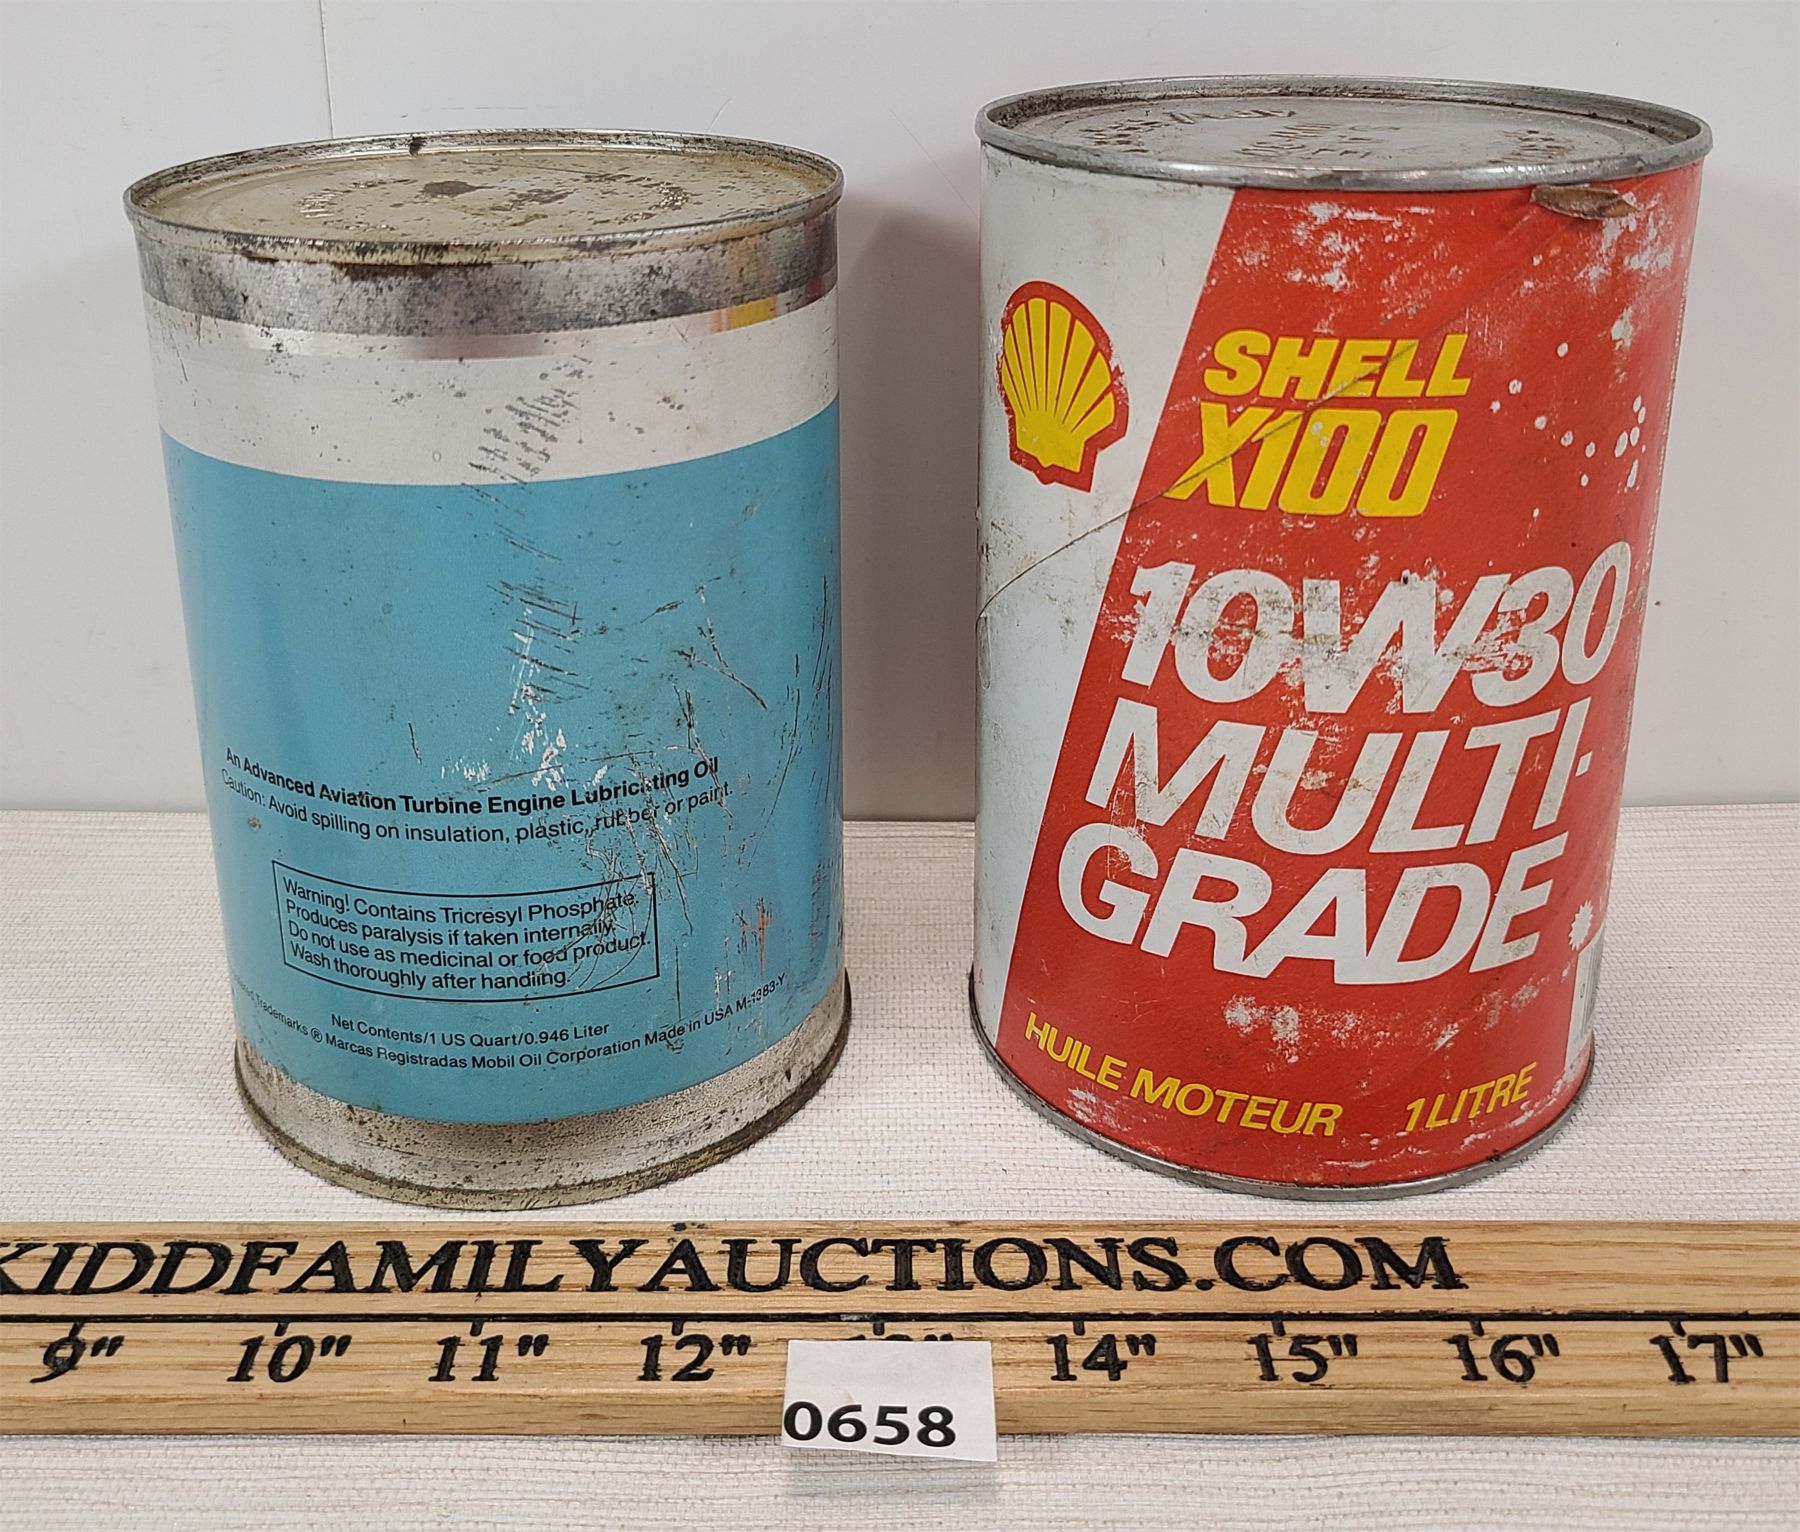 An Advanced Aviation Turbine Engine Lubricating Oil
Caution: Avoid spilling on insulation, plastic, rubber or paint.
Warning! Contains Tricresyl Phosphate.
Produces paralysis if taken internally.
Do not use as medicinal or food product.
Wash thoroughly after handling.
Net Contents/1 US Quart/0.946 Liter
Trademarks ® Marcas Registradas Mobil Oil Corporation Made in USA M-1383-Y
SHELL
X100
10W30
MULTI-
GRADE
HUILE MOTEUR 1 LITRE
KIDDFAMILYAUCTIONS.COM
9" 10" 11" 12" 13" 14" 15" 16" 17"
0658